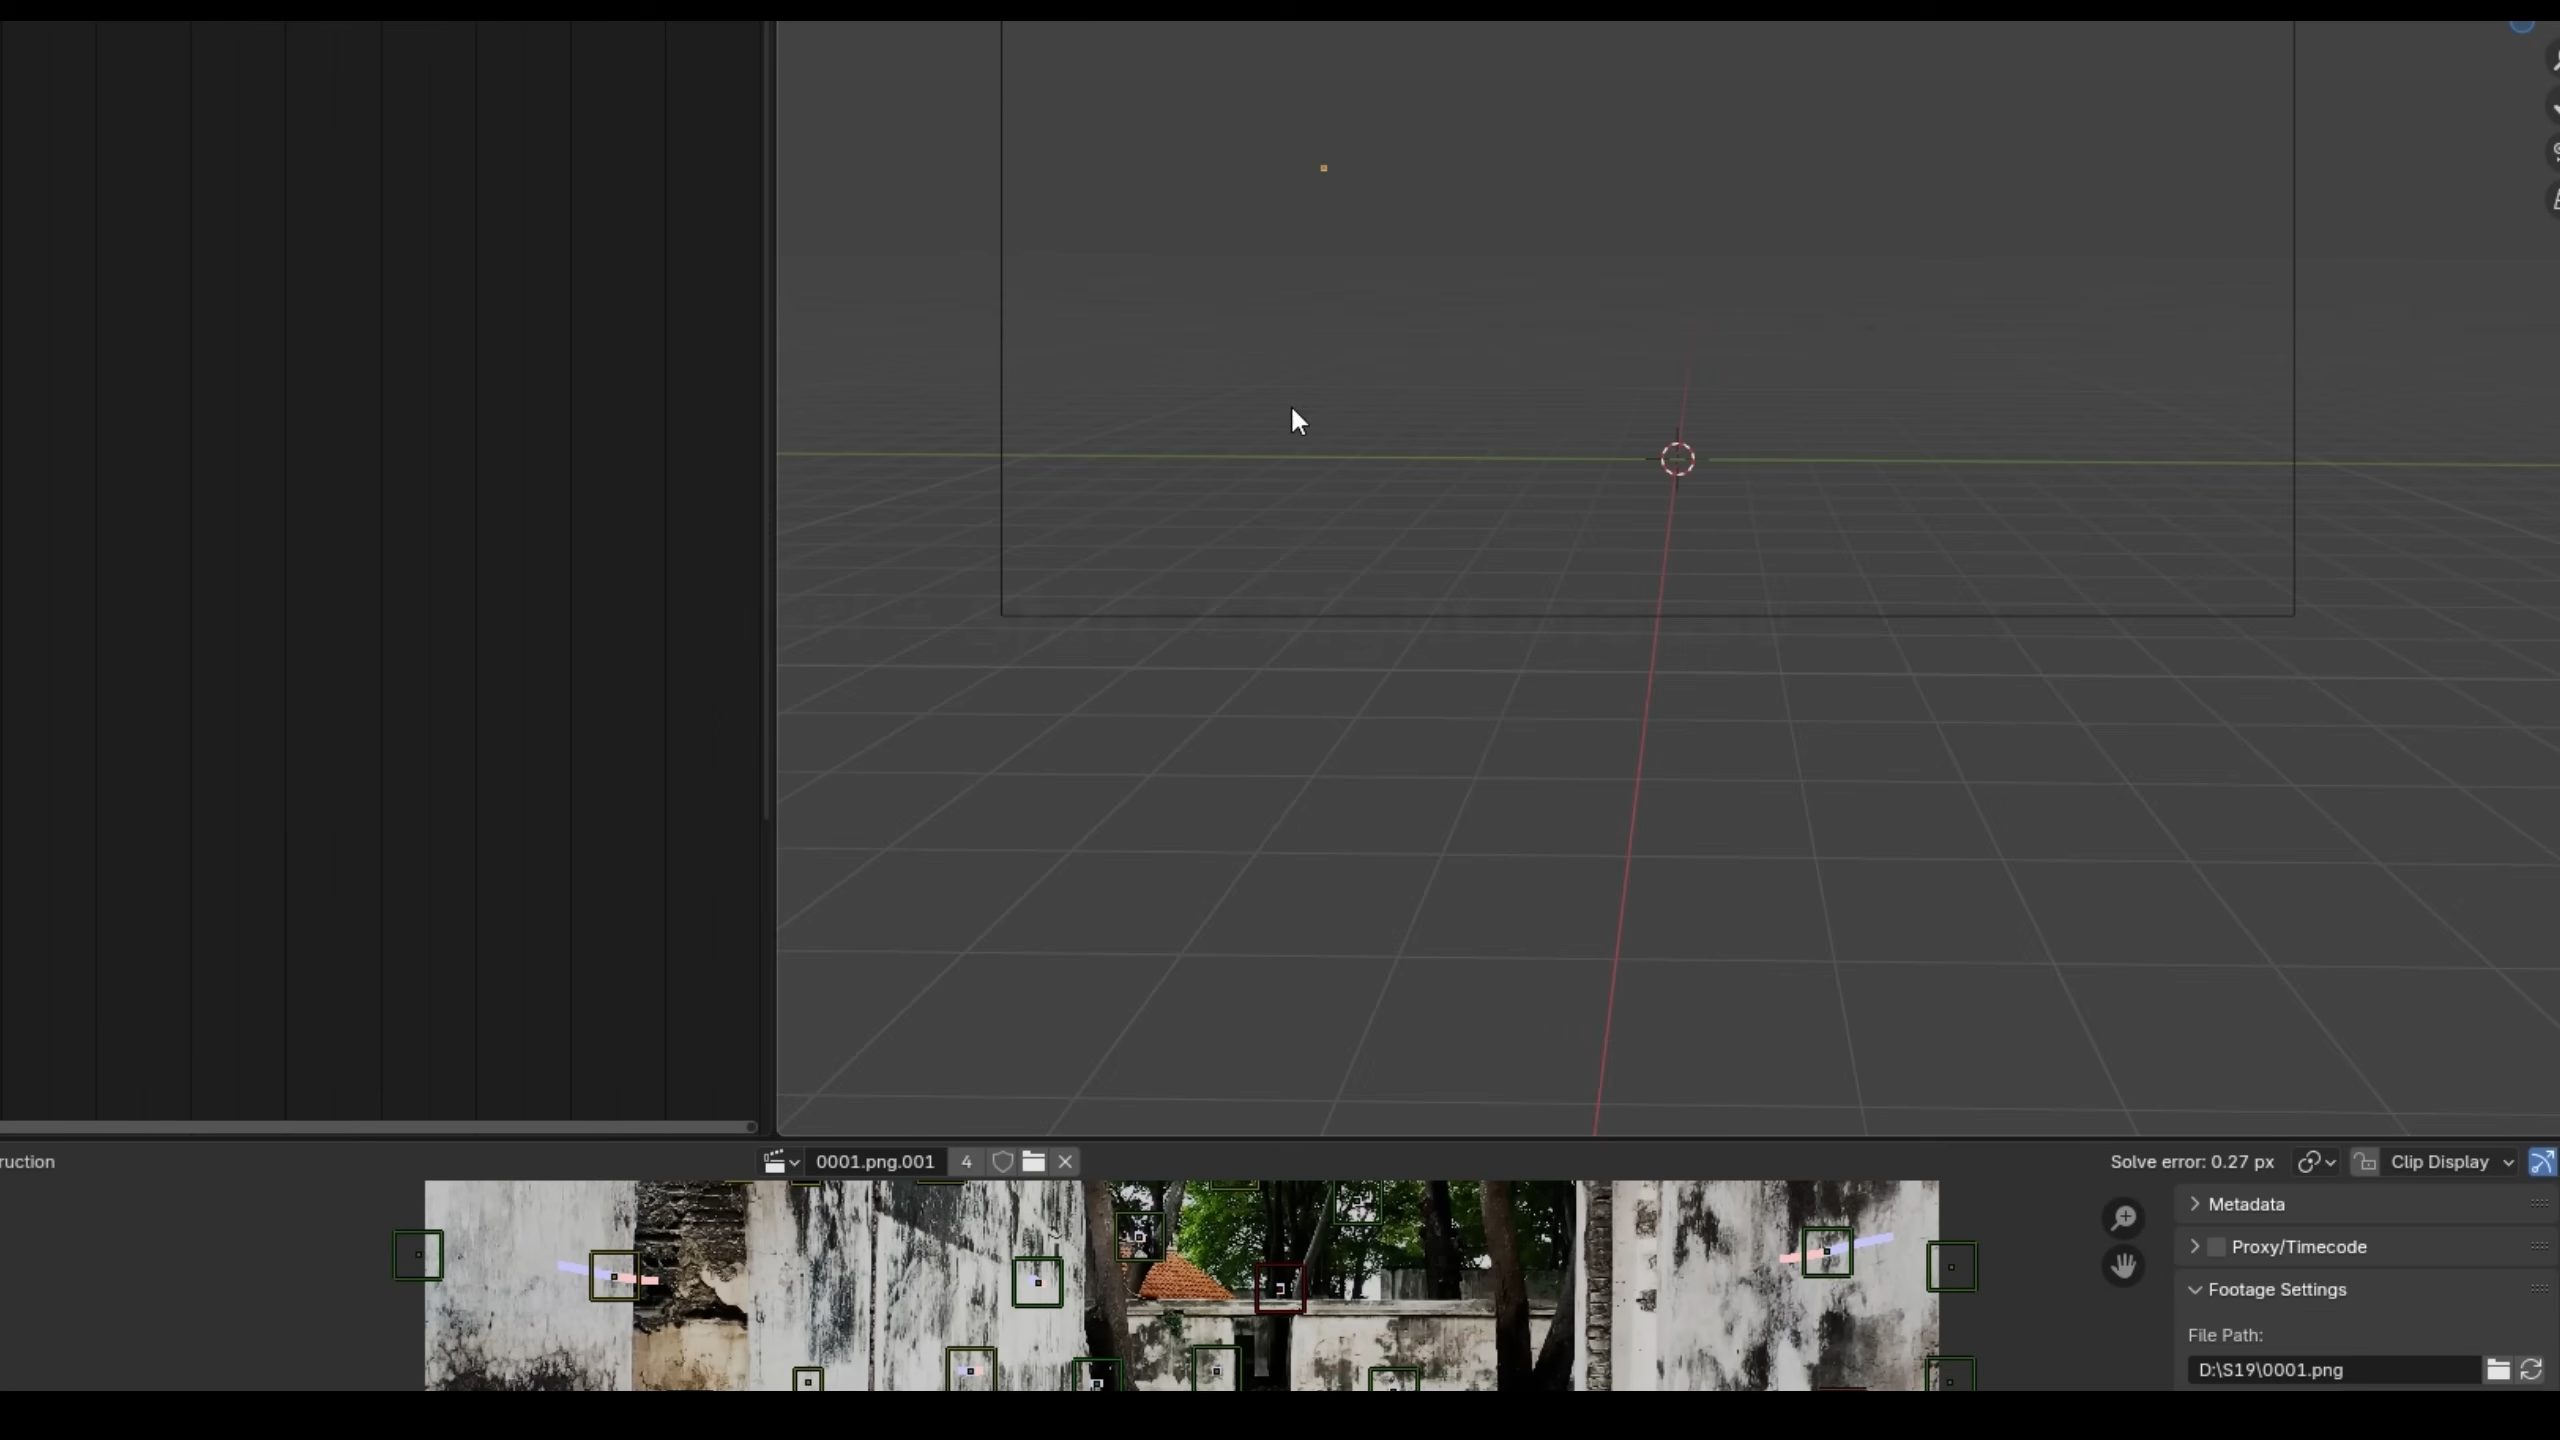 ruction
0001.png.001
4
Solve error: 0.27 px
Clip Display
Metadata
Proxy/Timecode
Footage Settings
File Path:
D:\S19\0001.png